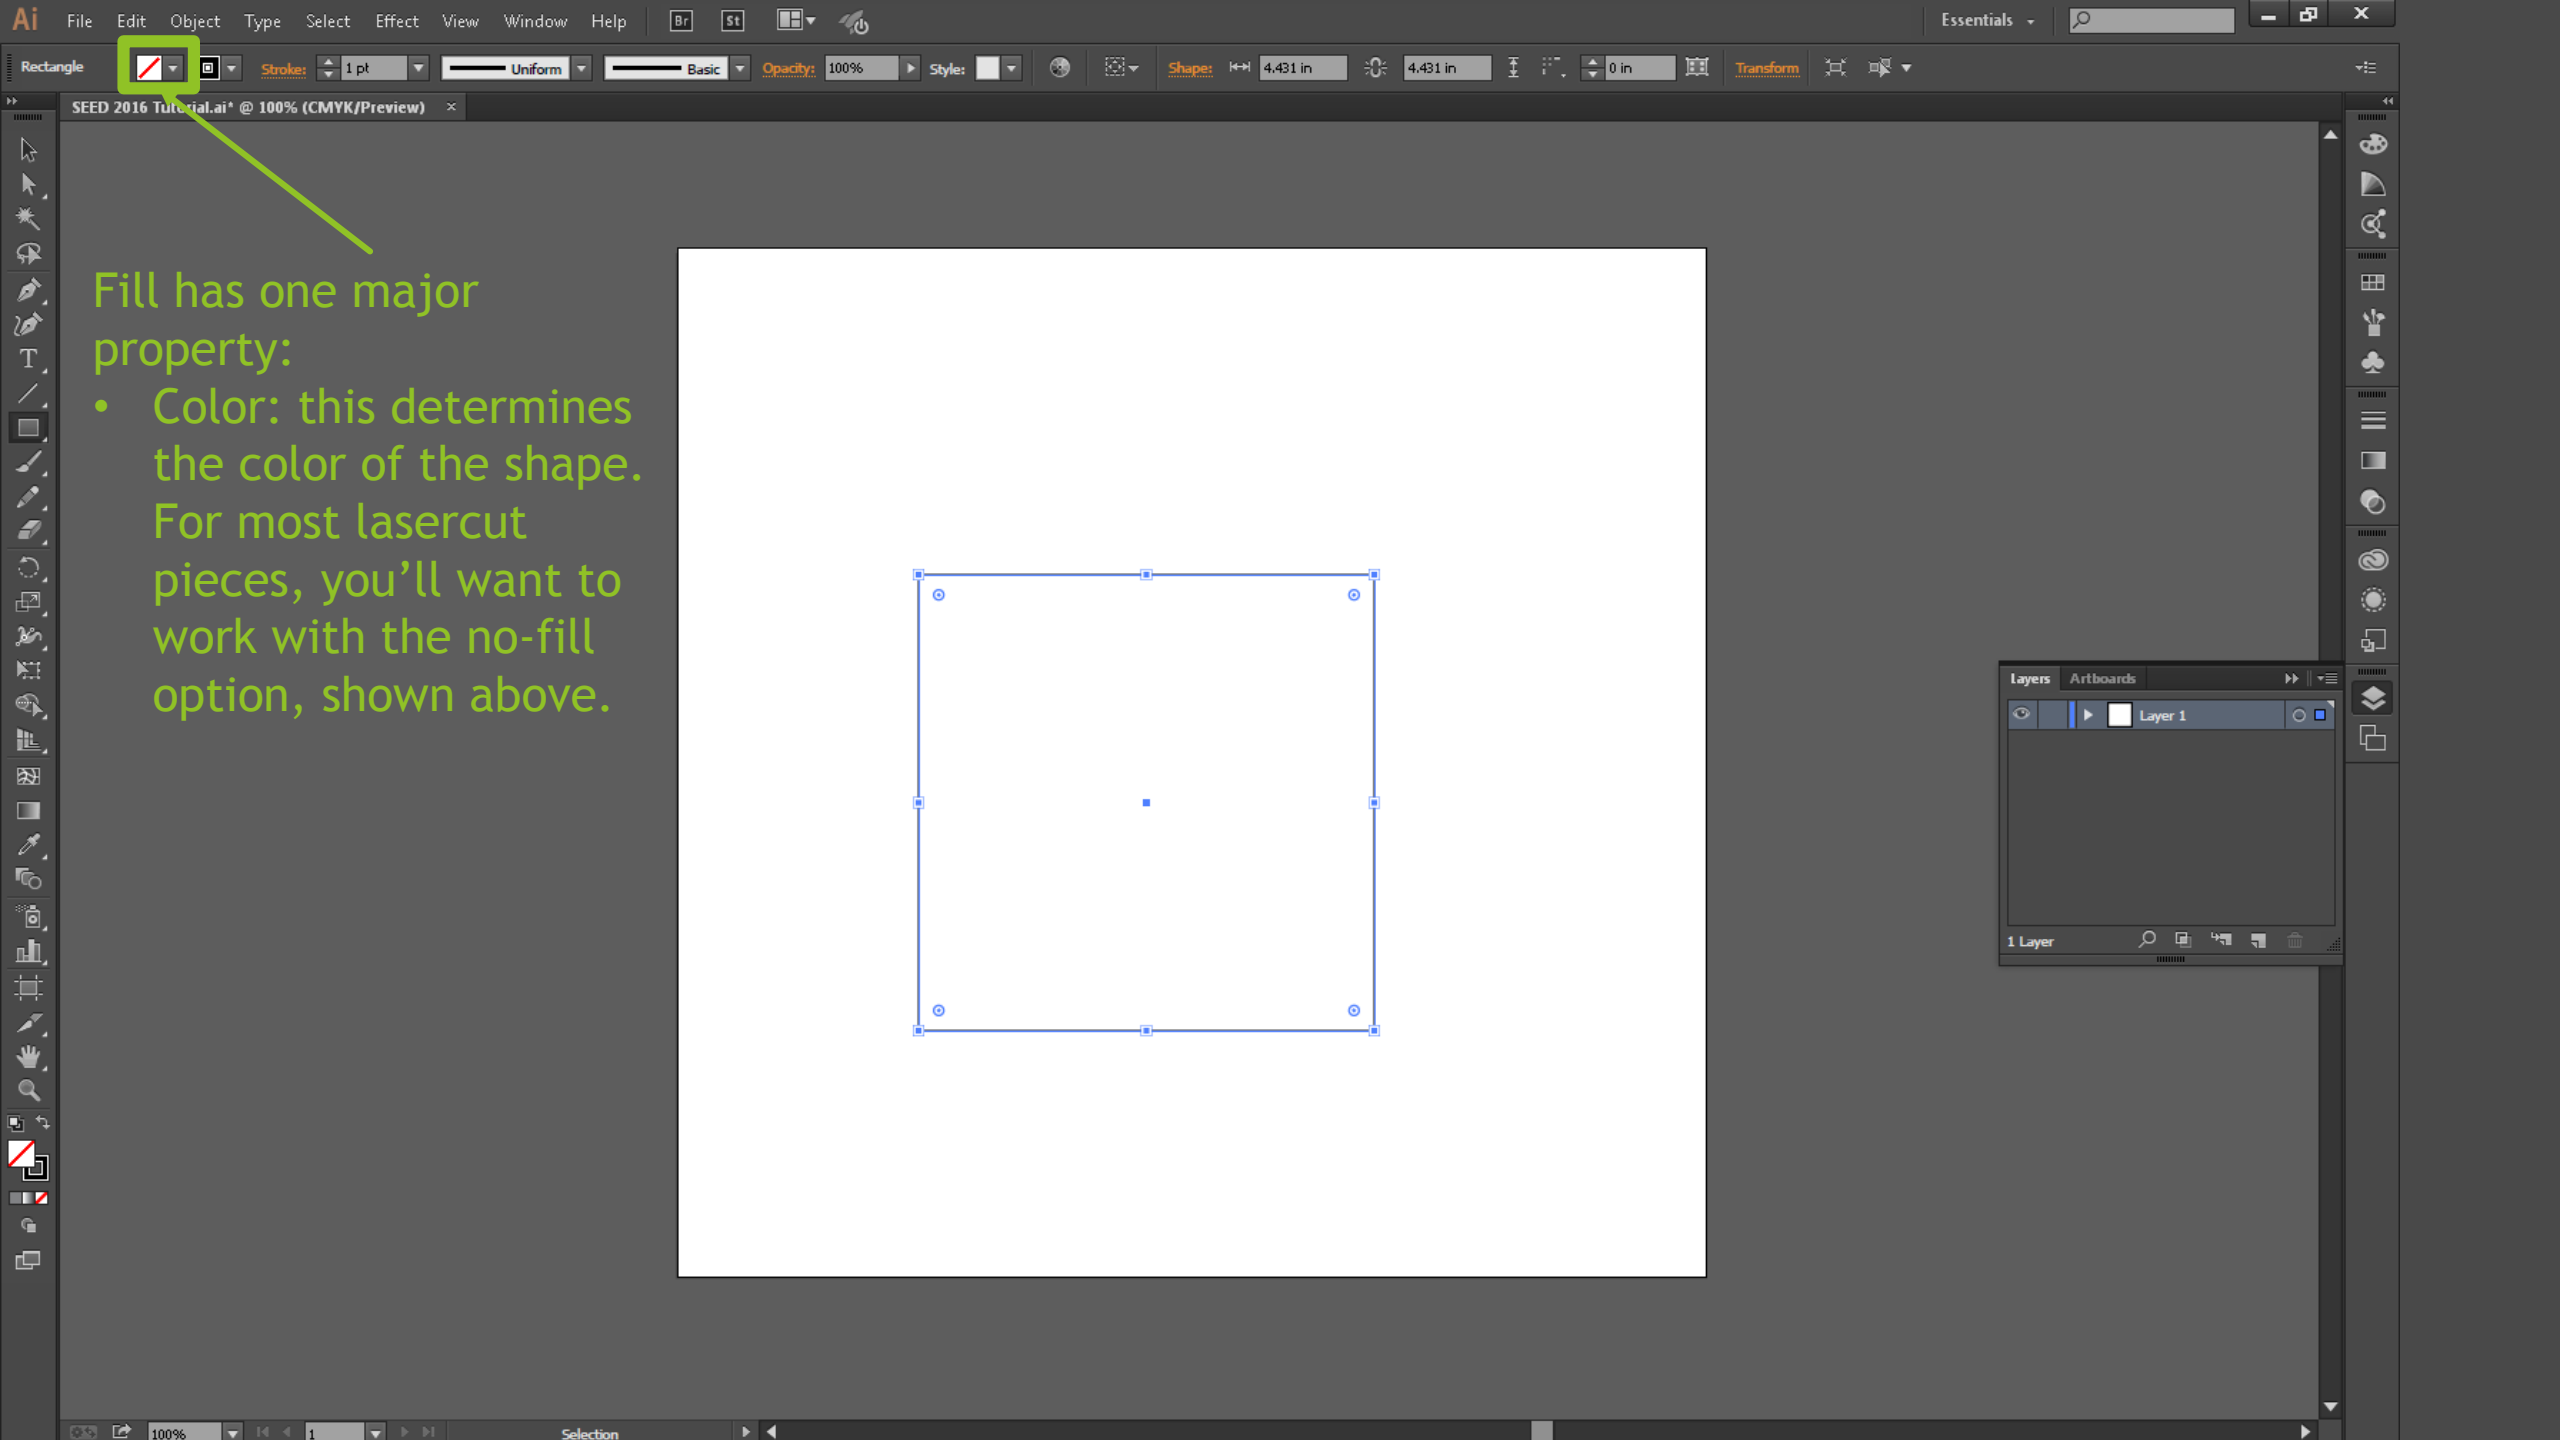 Ai File Edit Object Type Select Effect View Window Help Br St Essentials
Rectangle Stroke: 1 pt Uniform Basic Opacity: 100% Style: Shape: 4.431 in 4.431 in 0 in Transform
SEED 2016 Tutorial.ai* @ 100% (CMYK/Preview) ×
Fill has one major
property:
• Color: this determines
the color of the shape.
For most lasercut
pieces, you’ll want to
work with the no-fill
option, shown above.
Layers Artboards
Layer 1
1 Layer
100% 1 Selection